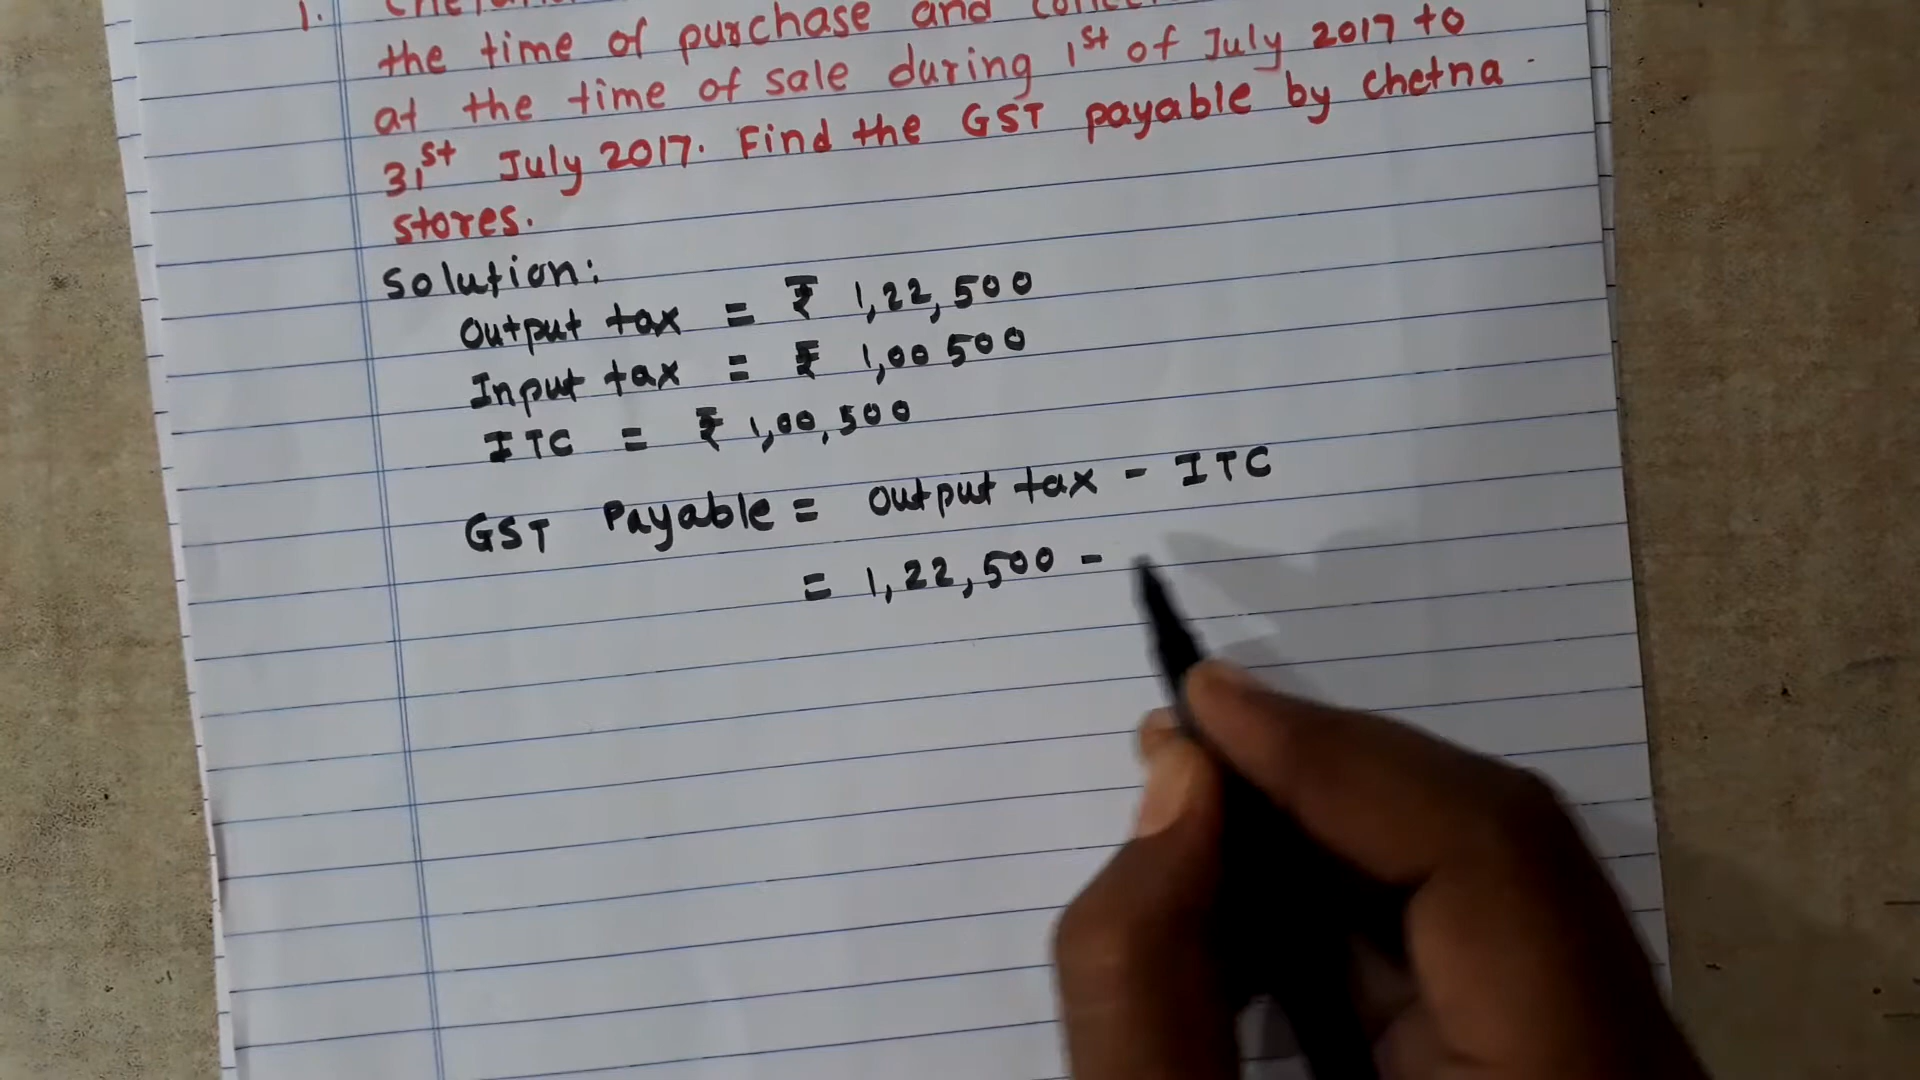 1.
the time of purchase and
at the time of sale during 1st of July 2017 to
31st July 2017. Find the GST payable by chetna
stores.
Solution:
Output tax = ₹ 1,22,500
Input tax = ₹ 1,00 500
ITC = ₹ 1,00,500
GST Payable = output tax - ITC
= 1,22,500 -